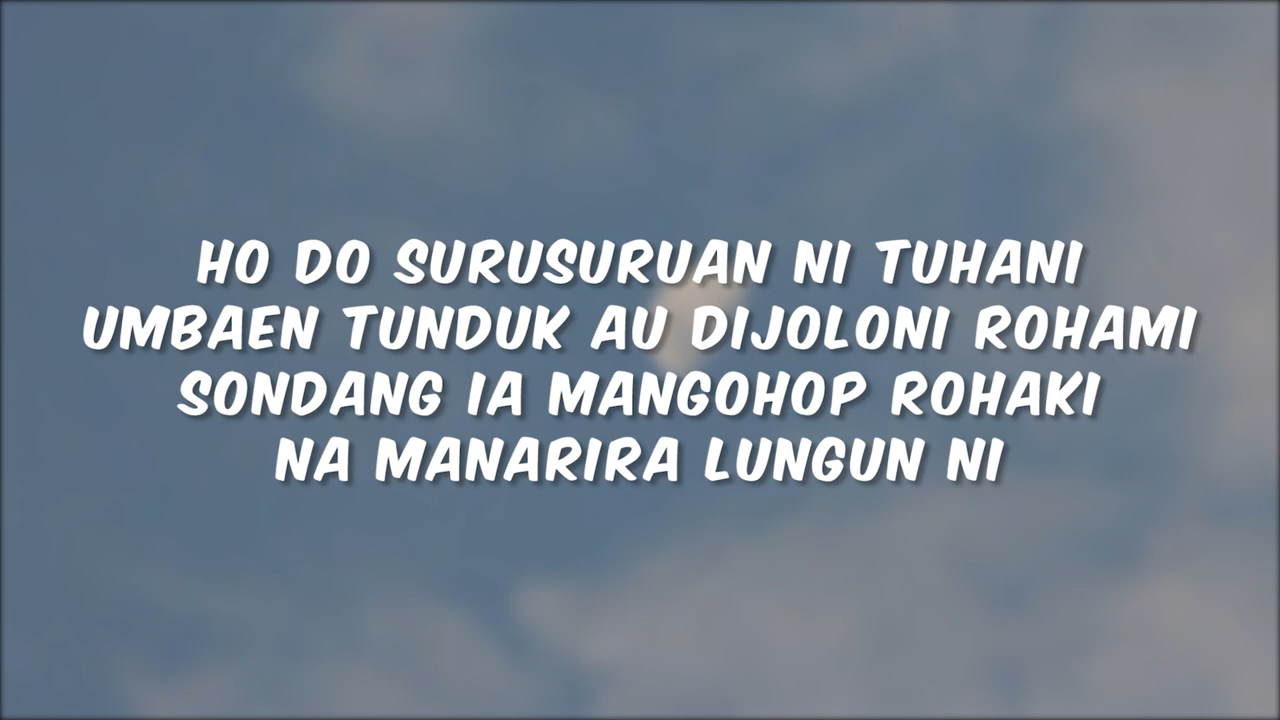 HO DO SURUSURUAN NI TUHANI
UMBAEN TUNDUK AU DIJOLONI ROHAMI
SONDANG IA MANGOHOP ROHAKI
NA MANARIRA LUNGUN NI